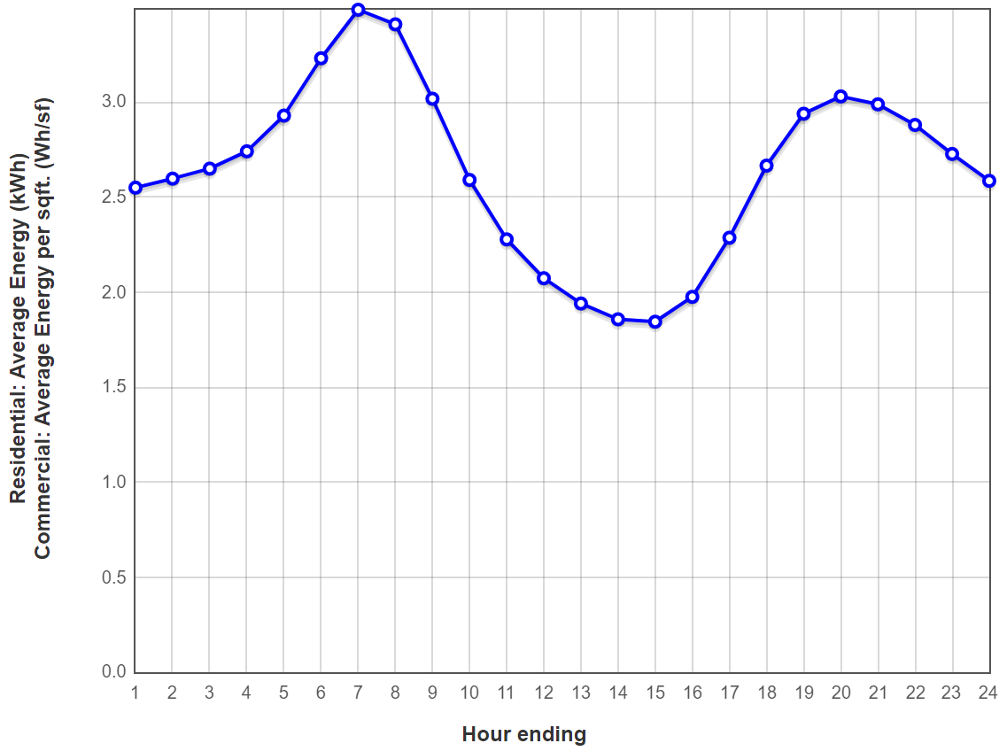 Residential: Average Energy (kWh)
Commercial: Average Energy per sqft. (Wh/sf)
3.0
2.5
2.0
1.5
1.0
0.5
0.0
1 2 3 4 5 6 7 8 9 10 11 12 13 14 15 16 17 18 19 20 21 22 23 24
Hour ending